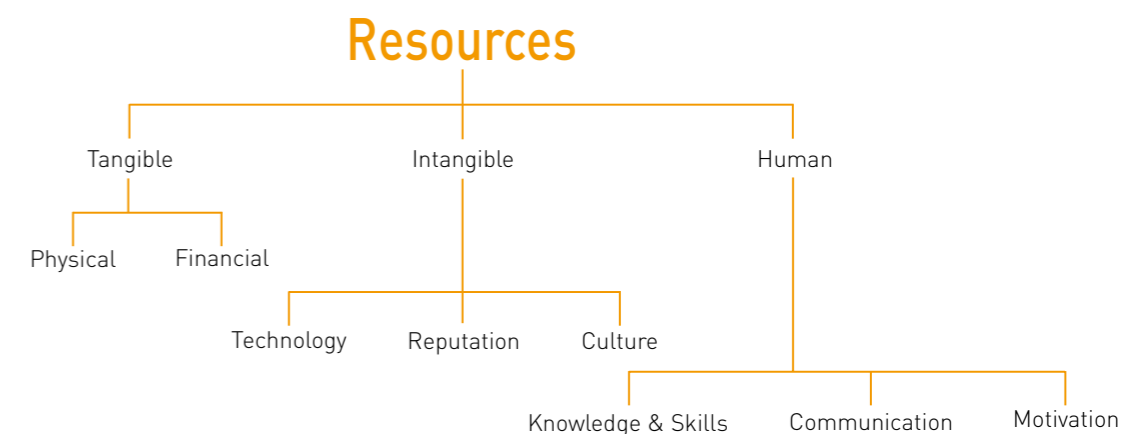 Resources
Tangible Intangible Human
Physical Financial
Technology Reputation Culture
Knowledge & Skills Communication Motivation